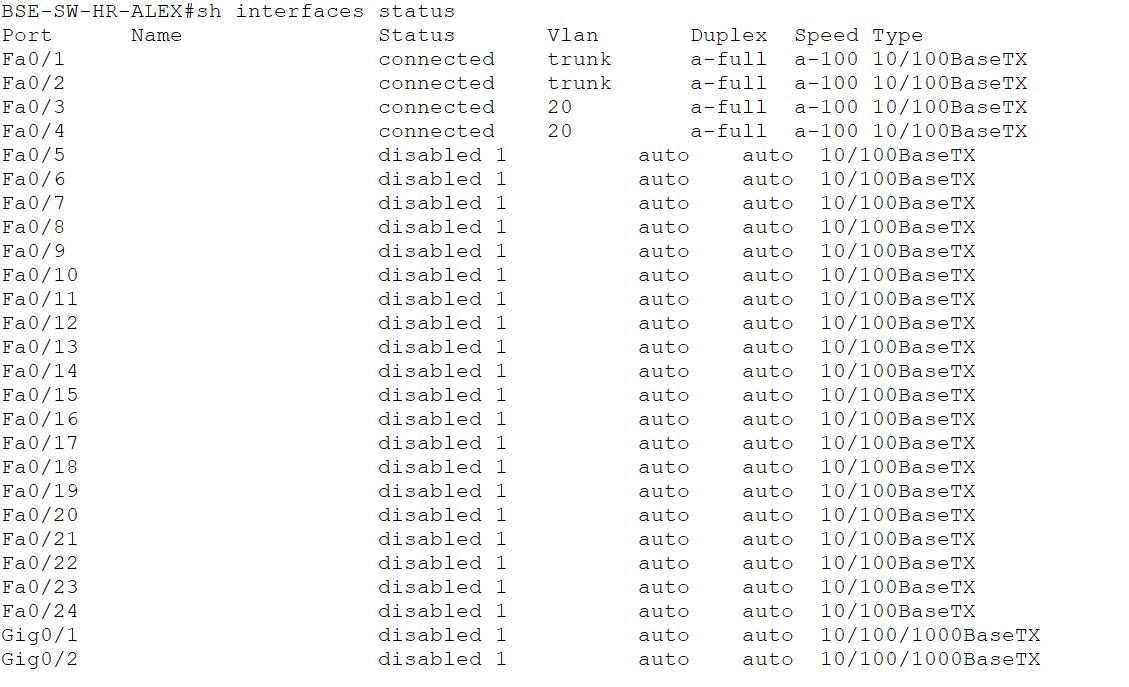 BSE-SW-HR-ALEX#sh interfaces status
Port      Name               Status       Vlan       Duplex  Speed Type
Fa0/1                        connected    trunk      a-full  a-100 10/100BaseTX
Fa0/2                        connected    trunk      a-full  a-100 10/100BaseTX
Fa0/3                        connected    20         a-full  a-100 10/100BaseTX
Fa0/4                        connected    20         a-full  a-100 10/100BaseTX
Fa0/5                        disabled 1          auto    auto  10/100BaseTX
Fa0/6                        disabled 1          auto    auto  10/100BaseTX
Fa0/7                        disabled 1          auto    auto  10/100BaseTX
Fa0/8                        disabled 1          auto    auto  10/100BaseTX
Fa0/9                        disabled 1          auto    auto  10/100BaseTX
Fa0/10                       disabled 1          auto    auto  10/100BaseTX
Fa0/11                       disabled 1          auto    auto  10/100BaseTX
Fa0/12                       disabled 1          auto    auto  10/100BaseTX
Fa0/13                       disabled 1          auto    auto  10/100BaseTX
Fa0/14                       disabled 1          auto    auto  10/100BaseTX
Fa0/15                       disabled 1          auto    auto  10/100BaseTX
Fa0/16                       disabled 1          auto    auto  10/100BaseTX
Fa0/17                       disabled 1          auto    auto  10/100BaseTX
Fa0/18                       disabled 1          auto    auto  10/100BaseTX
Fa0/19                       disabled 1          auto    auto  10/100BaseTX
Fa0/20                       disabled 1          auto    auto  10/100BaseTX
Fa0/21                       disabled 1          auto    auto  10/100BaseTX
Fa0/22                       disabled 1          auto    auto  10/100BaseTX
Fa0/23                       disabled 1          auto    auto  10/100BaseTX
Fa0/24                       disabled 1          auto    auto  10/100BaseTX
Gig0/1                       disabled 1          auto    auto  10/100/1000BaseTX
Gig0/2                       disabled 1          auto    auto  10/100/1000BaseTX